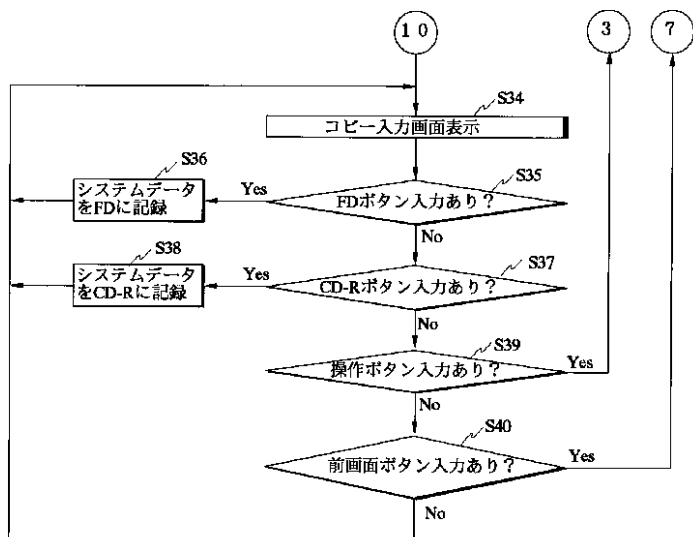 10
3
7
S34
コピー入力画面表示
S36
システムデータ
をFDに記録
Yes
S35
FDボタン入力あり？
No
S38
システムデータ
をCD-Rに記録
Yes
S37
CD-Rボタン入力あり？
No
S39
操作ボタン入力あり？
Yes
No
S40
前画面ボタン入力あり？
Yes
No